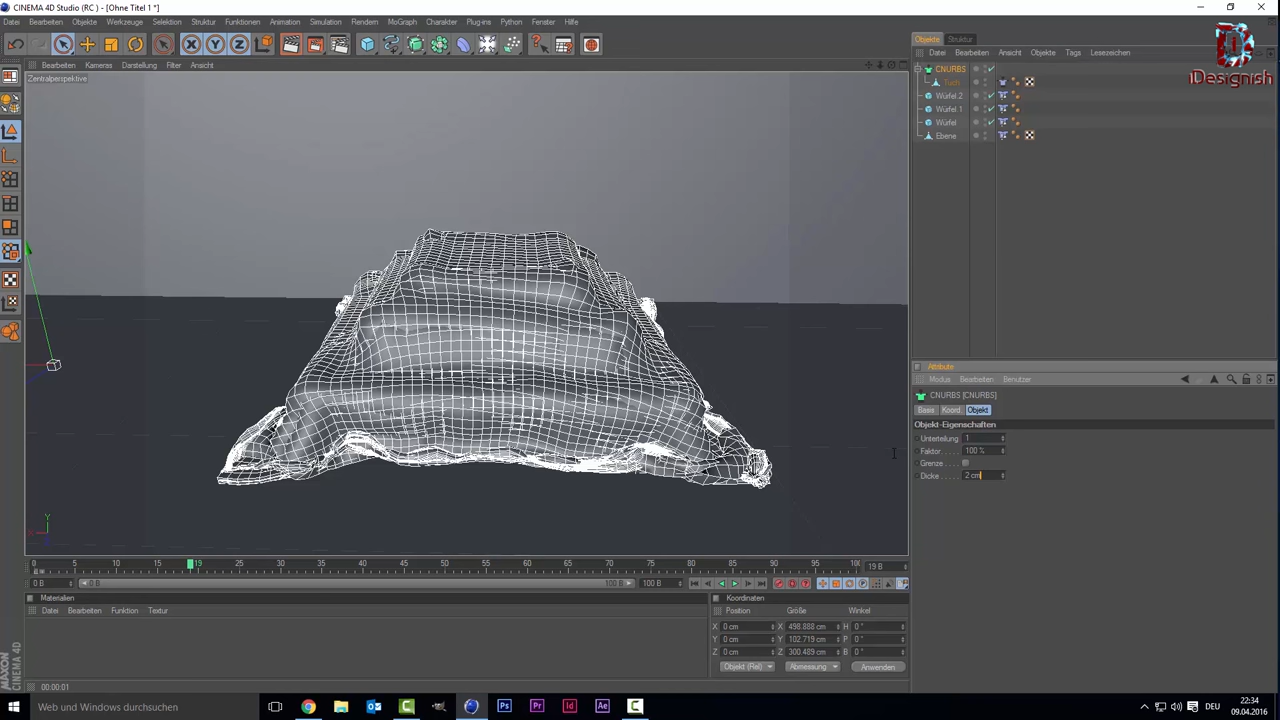 CINEMA 4D Studio (RC ) - [Ohne Titel 1 *]
Datei Bearbeiten Objekte Werkzeuge Selektion Struktur Funktionen Animation Simulation Rendern MoGraph Charakter Plug-ins Python Fenster Hilfe
Bearbeiten Kameras Darstellung Filter Ansicht
Zentralperspektive
Y
X
0 5 10 15 19 25 30 35 40 45 50 55 60 65 70 75 80 85 90 95
19 B
0 B
0 B
100 B
100 B
Materialien
Datei Bearbeiten Funktion Textur
Koordinaten
Position Größe Winkel
X 0 cm X 498.888 cm H 0 °
Y 0 cm Y 102.719 cm P 0 °
Z 0 cm Z 300.489 cm B 0 °
Objekt (Rel) Abmessung Anwenden
00:00:01
MAXON CINEMA 4D
Objekte Struktur
Datei Bearbeiten Ansicht Objekte Tags Lesezeichen
CNURBS
Tuch
Würfel.2
Würfel.1
Würfel
Ebene
iDesignish
Attribute
Modus Bearbeiten Benutzer
CNURBS [CNURBS]
Basis Koord. Objekt
Objekt-Eigenschaften
Unterteilung 1
Faktor. . . . . 100 %
Grenze . . . .
Dicke . . . . . 2 cm
Web und Windows durchsuchen
Ps Pr Id Ae
DEU
22:34
09.04.2016